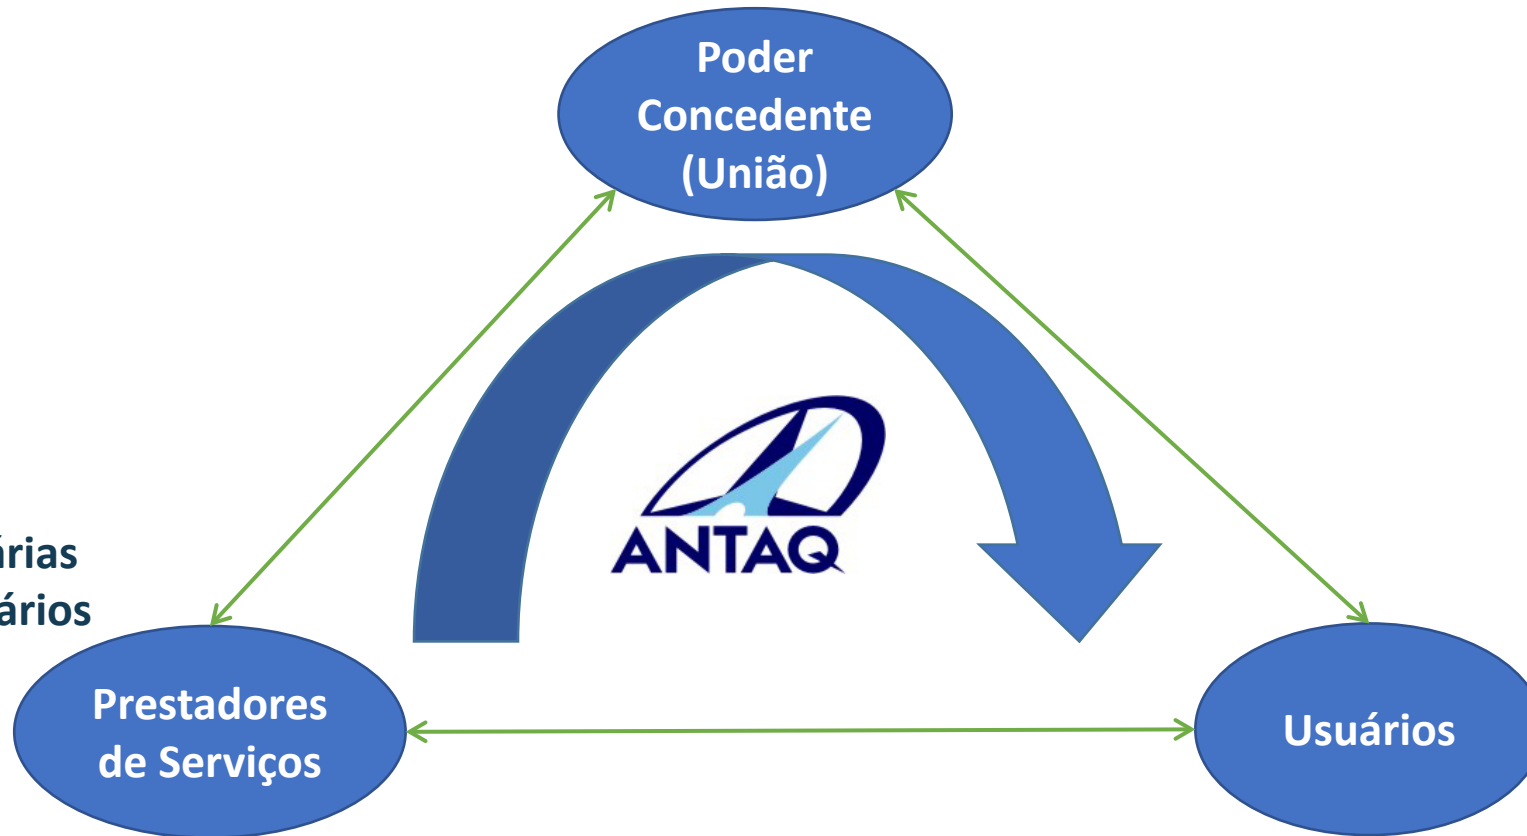 Poder
Concedente
(União)
ANTAQ
árias
ários
Prestadores
de Serviços
Usuários